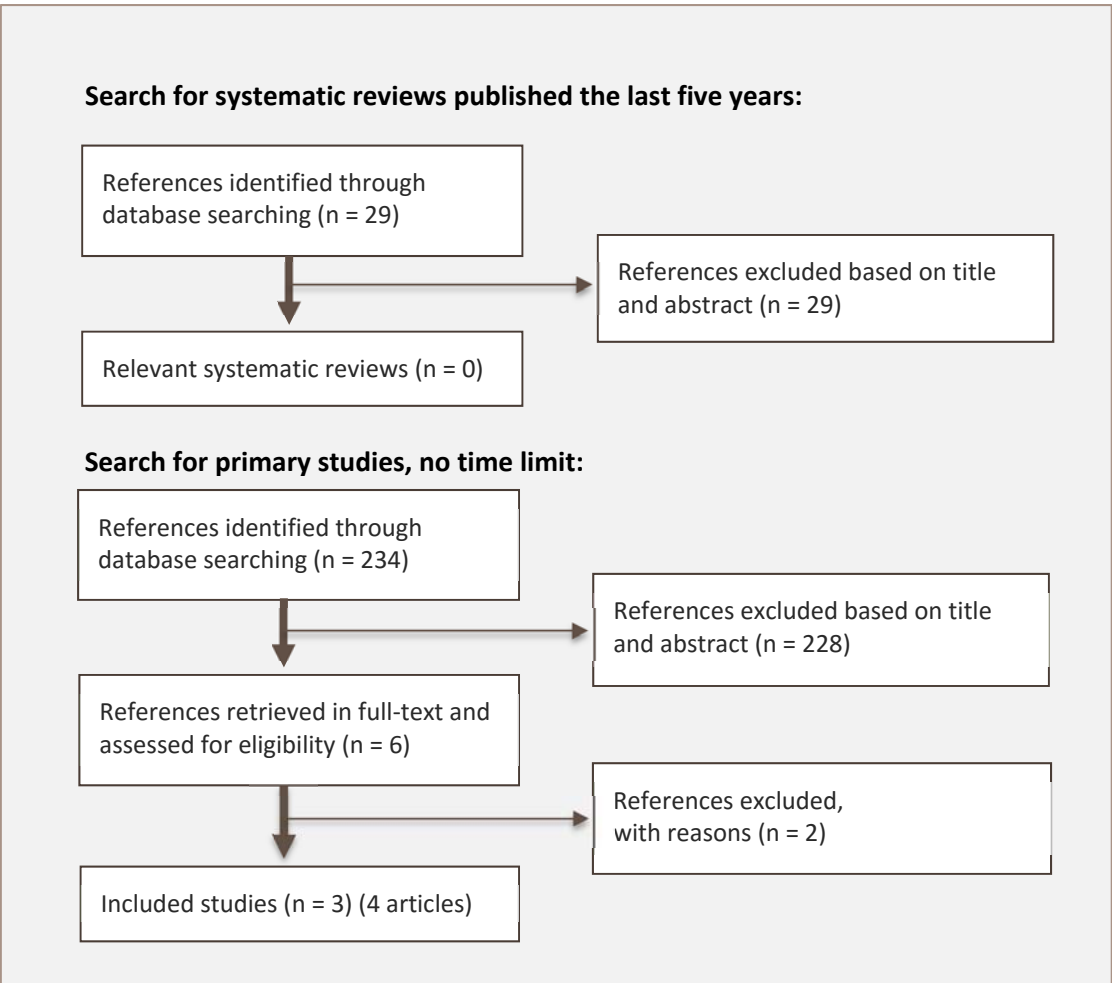 Search for systematic reviews published the last five years:
References identified through
database searching (n = 29)
References excluded based on title
and abstract (n = 29)
Relevant systematic reviews (n = 0)
Search for primary studies, no time limit:
References identified through
database searching (n = 234)
References excluded based on title
and abstract (n = 228)
References retrieved in full-text and
assessed for eligibility (n = 6)
References excluded,
with reasons (n = 2)
Included studies (n = 3) (4 articles)